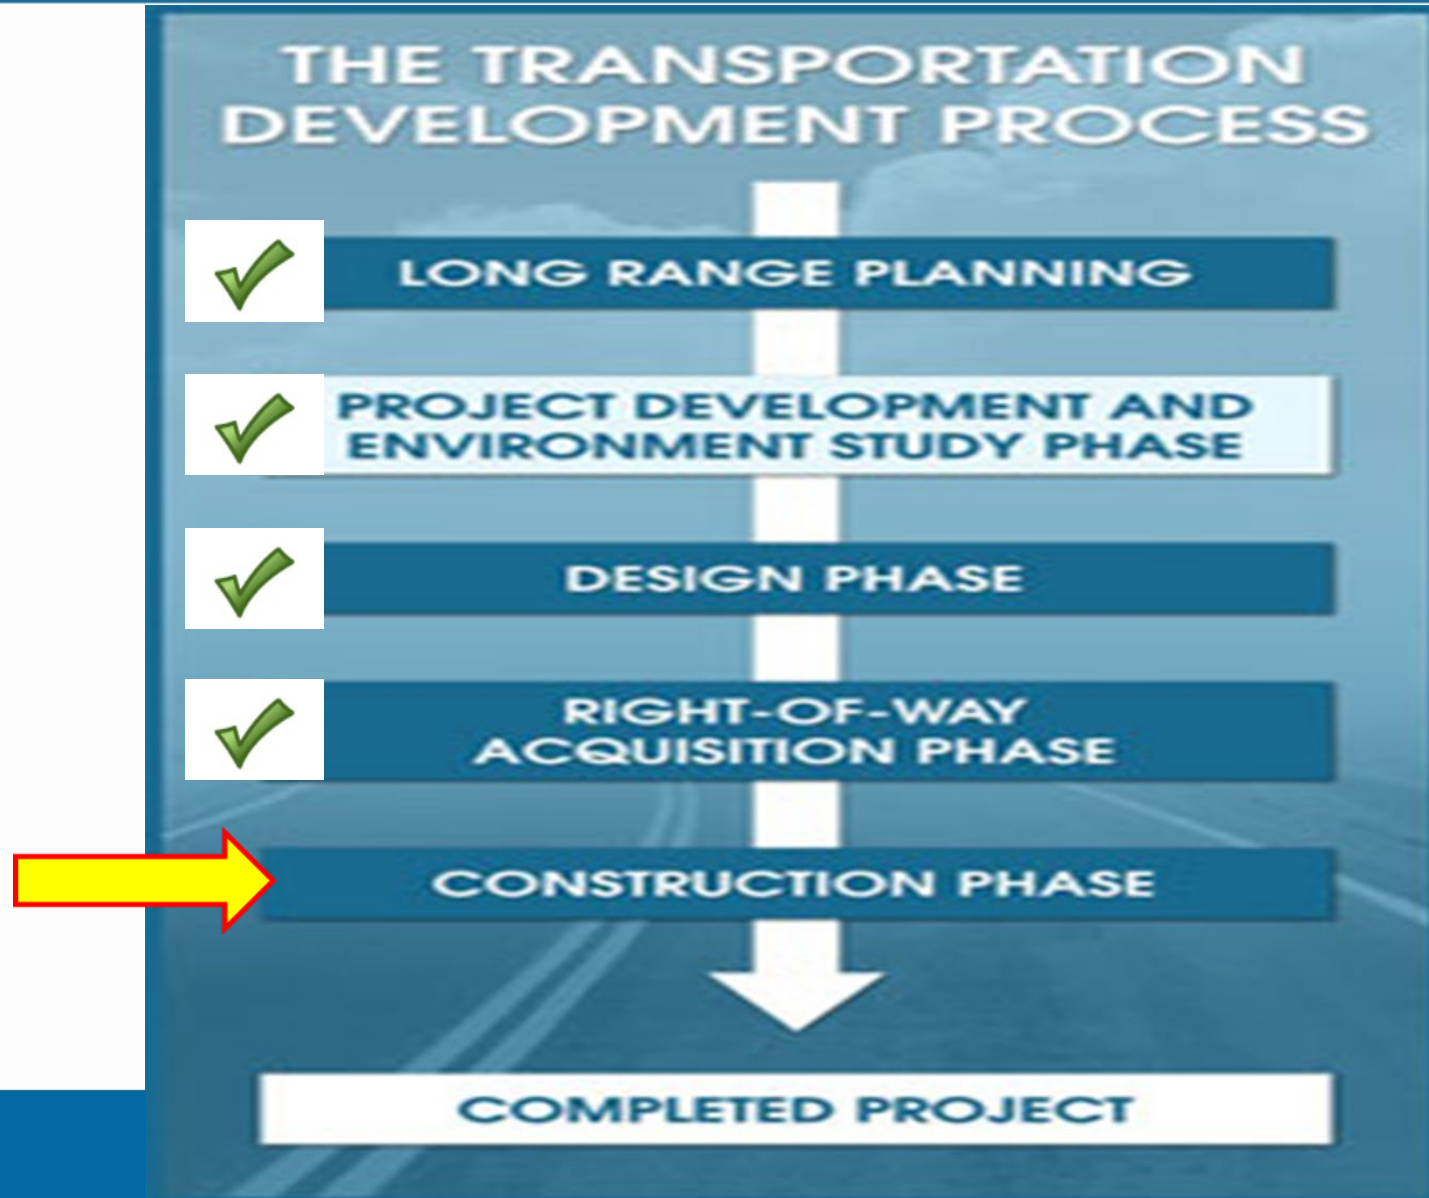 THE TRANSPORTATION
DEVELOPMENT PROCESS
LONG RANGE PLANNING
PROJECT DEVELOPMENT AND
ENVIRONMENT STUDY PHASE
DESIGN PHASE
RIGHT-OF-WAY
ACQUISITION PHASE
CONSTRUCTION PHASE
COMPLETED PROJECT